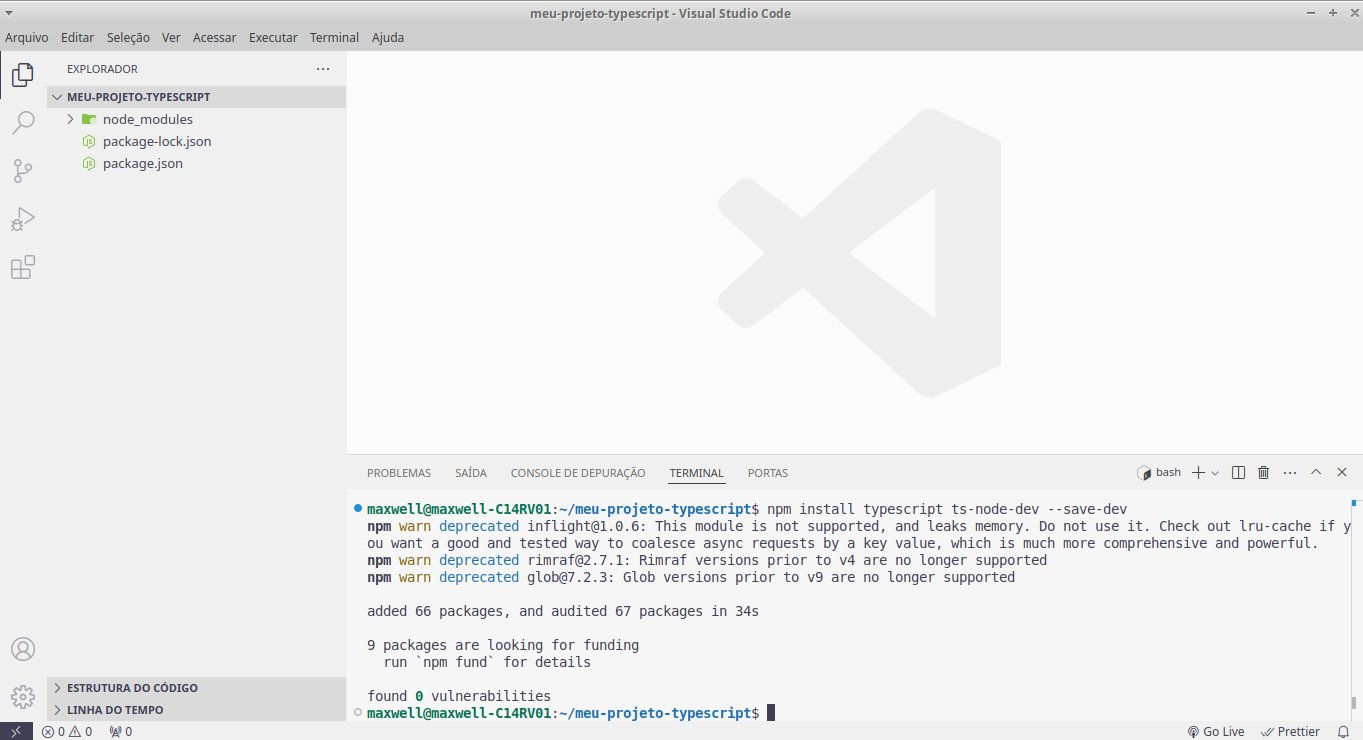 meu-projeto-typescript - Visual Studio Code
Arquivo Editar Seleção Ver Acessar Executar Terminal Ajuda
EXPLORADOR
MEU-PROJETO-TYPESCRIPT
node_modules
package-lock.json
package.json
PROBLEMAS SAÍDA CONSOLE DE DEPURAÇÃO TERMINAL PORTAS
bash
maxwell@maxwell-C14RV01:~/meu-projeto-typescript$ npm install typescript ts-node-dev --save-dev
npm warn deprecated inflight@1.0.6: This module is not supported, and leaks memory. Do not use it. Check out lru-cache if y
ou want a good and tested way to coalesce async requests by a key value, which is much more comprehensive and powerful.
npm warn deprecated rimraf@2.7.1: Rimraf versions prior to v4 are no longer supported
npm warn deprecated glob@7.2.3: Glob versions prior to v9 are no longer supported
added 66 packages, and audited 67 packages in 34s
9 packages are looking for funding
run `npm fund` for details
found 0 vulnerabilities
maxwell@maxwell-C14RV01:~/meu-projeto-typescript$
ESTRUTURA DO CÓDIGO
LINHA DO TEMPO
0 0 0 Go Live Prettier